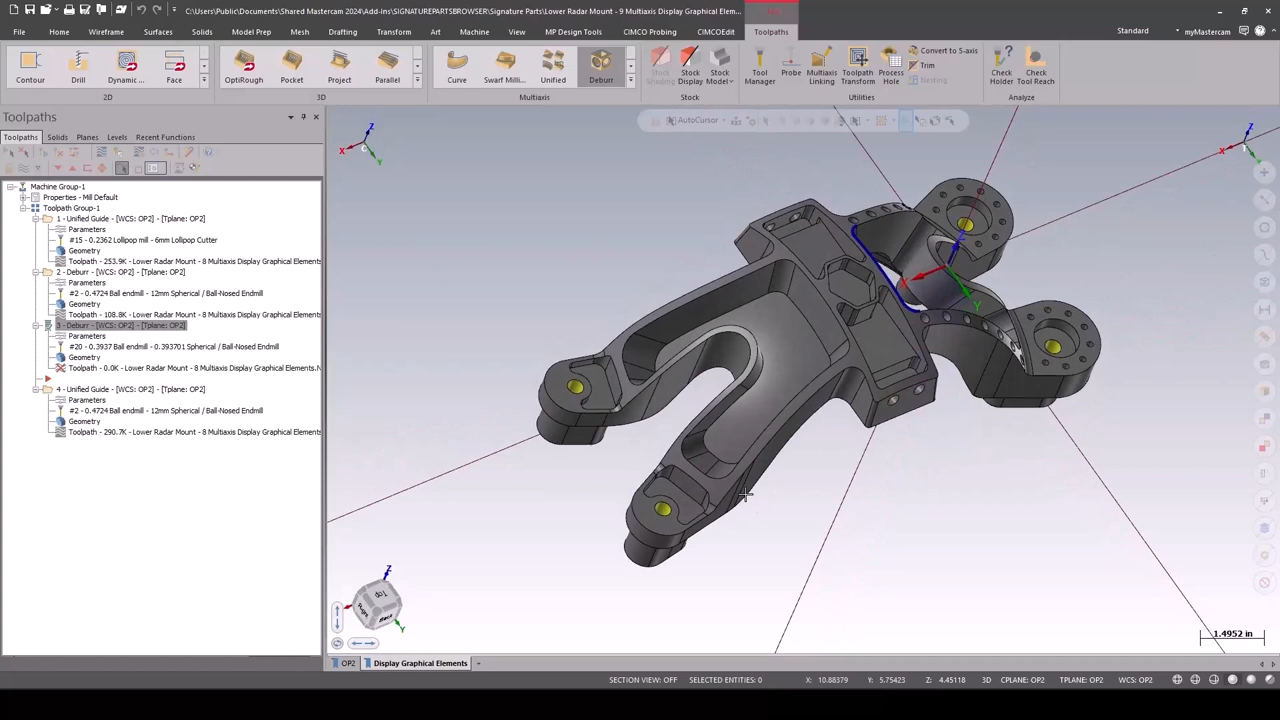 C:\Users\Public\Documents\Shared Mastercam 2024\Add-Ins\SIGNATUREPARTSBROWSER\Signature Parts\Lower Radar Mount - 9 Multiaxis Display Graphical Elem...
File Home Wireframe Surfaces Solids Model Prep Mesh Drafting Transform Art Machine View MP Design Tools CIMCO Probing CIMCOEdit Toolpaths Standard myMastercam
Contour Drill Dynamic ... Face OptiRough Pocket Project Parallel Curve Swarf Milli... Unified Deburr Stock Shading Stock Display Stock Model Tool Manager Probe Multiaxis Linking Toolpath Transform Process Hole Convert to 5-axis
Trim
Nesting
Check Holder Check Tool Reach
2D 3D Multiaxis Stock Utilities Analyze
Toolpaths
AutoCursor
Toolpaths Solids Planes Levels Recent Functions
Machine Group-1
Properties - Mill Default
Toolpath Group-1
1 - Unified Guide - [WCS: OP2] - [Tplane: OP2]
Parameters
#15 - 0.2362 Lollipop mill - 6mm Lollipop Cutter
Geometry
Toolpath - 253.9K - Lower Radar Mount - 8 Multiaxis Display Graphical Elements
2 - Deburr - [WCS: OP2] - [Tplane: OP2]
Parameters
#2 - 0.4724 Ball endmill - 12mm Spherical / Ball-Nosed Endmill
Geometry
Toolpath - 108.8K - Lower Radar Mount - 8 Multiaxis Display Graphical Elements
3 - Deburr - [WCS: OP2] - [Tplane: OP2]
Parameters
#20 - 0.3937 Ball endmill - 0.393701 Spherical / Ball-Nosed Endmill
Geometry
Toolpath - 0.0K - Lower Radar Mount - 8 Multiaxis Display Graphical Elements.N
4 - Unified Guide - [WCS: OP2] - [Tplane: OP2]
Parameters
#2 - 0.4724 Ball endmill - 12mm Spherical / Ball-Nosed Endmill
Geometry
Toolpath - 290.7K - Lower Radar Mount - 8 Multiaxis Display Graphical Elements
Z
X
Y
Z
X
Y
X
Y
Z
Top
Right
Back
Y
1.4952 in
OP2 Display Graphical Elements +
SECTION VIEW: OFF SELECTED ENTITIES: 0 X: 10.88379 Y: 5.75423 Z: 4.45118 3D CPLANE: OP2 TPLANE: OP2 WCS: OP2